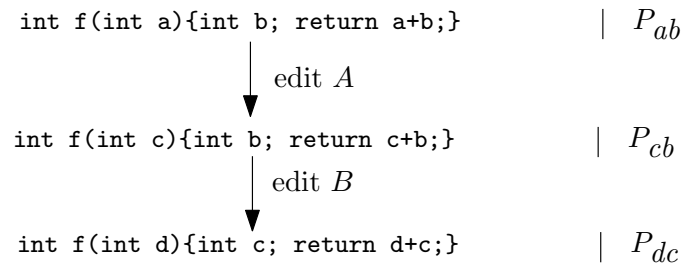 int f(int a){int b; return a+b;} | P_ab
edit A
int f(int c){int b; return c+b;} | P_cb
edit B
int f(int d){int c; return d+c;} | P_dc